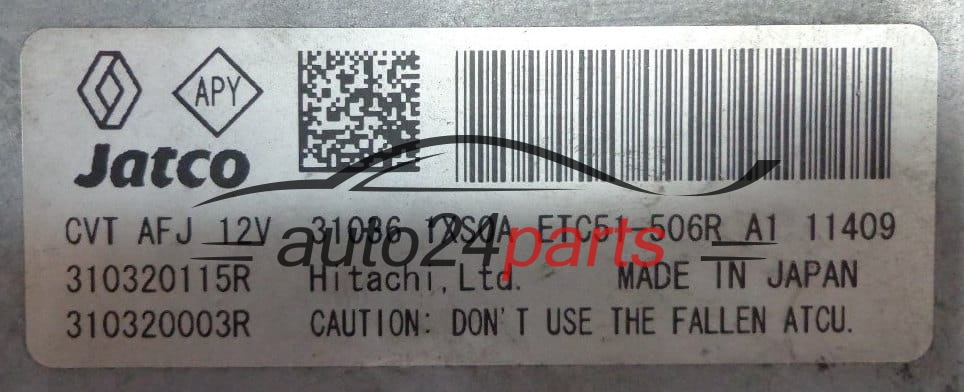 APY
Jatco
CVT AFJ 12V 31036 1XS0A ETC51-506R A1 11409
310320115R Hitachi,Ltd. MADE IN JAPAN
310320003R CAUTION: DON'T USE THE FALLEN ATCU.
auto24parts